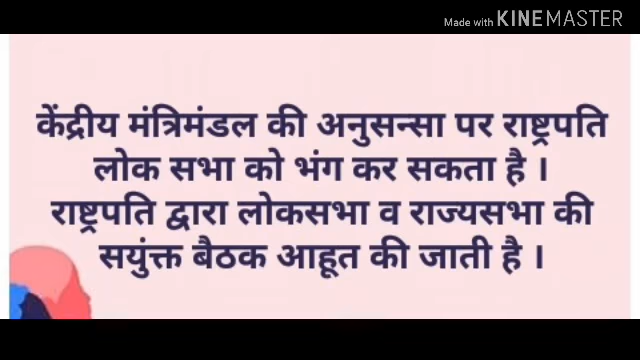 Made with KINEMASTER
केंद्रीय मंत्रिमंडल की अनुसन्सा पर राष्ट्रपति
लोक सभा को भंग कर सकता है ।
राष्ट्रपति द्वारा लोकसभा व राज्यसभा की
सयुंक्त बैठक आहूत की जाती है ।